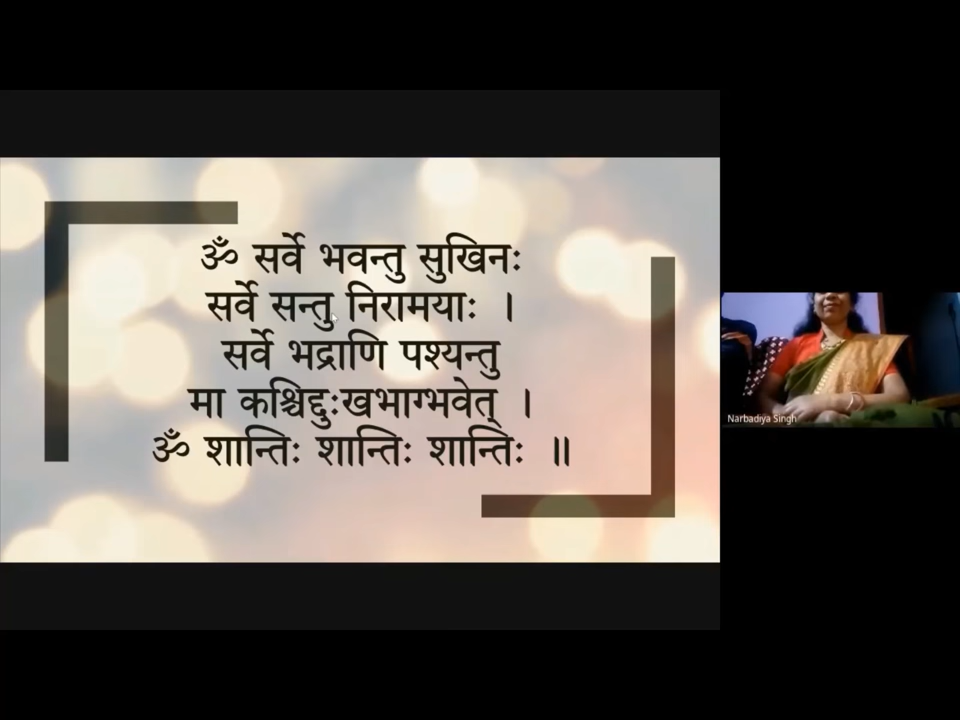 ॐ सर्वे भवन्तु सुखिनः
सर्वे सन्तु निरामयाः ।
सर्वे भद्राणि पश्यन्तु
मा कश्चिद्दुःखभाग्भवेत् ।
ॐ शान्तिः शान्तिः शान्तिः ॥
Narbadiya Singh